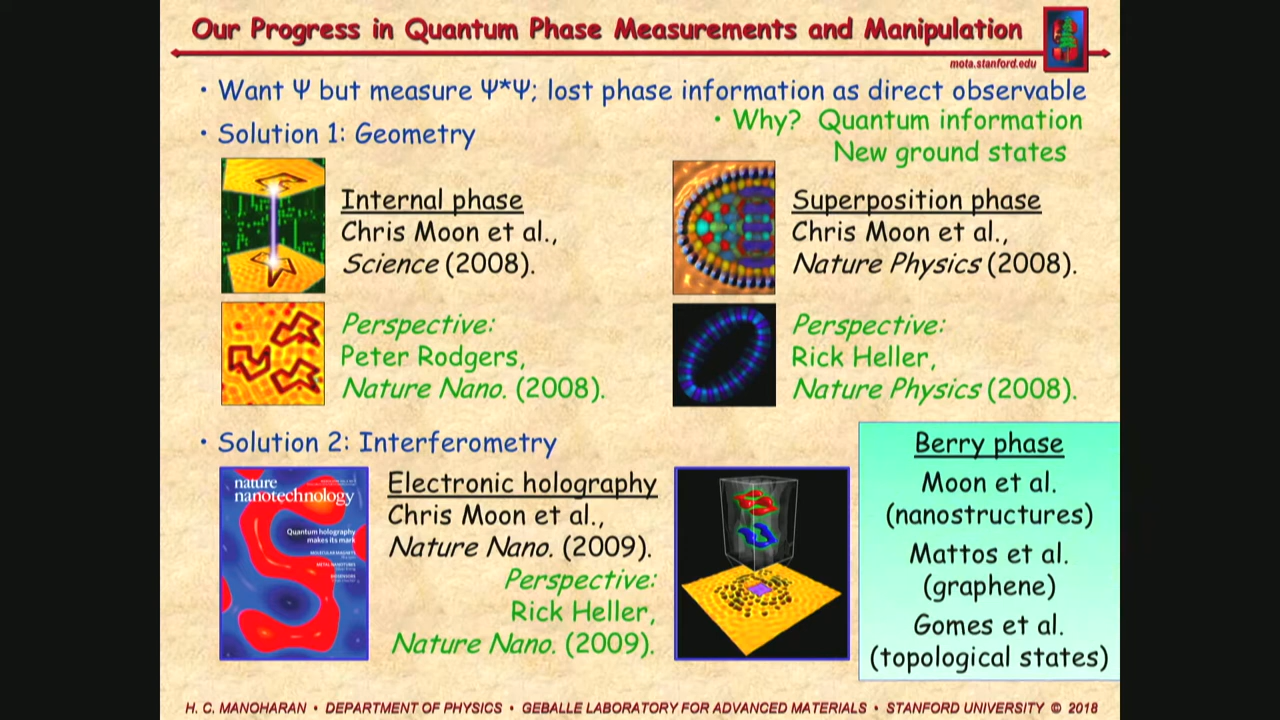 Our Progress in Quantum Phase Measurements and Manipulation
mota.stanford.edu
• Want Ψ but measure Ψ*Ψ; lost phase information as direct observable
• Why? Quantum information
New ground states
• Solution 1: Geometry
Internal phase
Chris Moon et al.,
Science (2008).
Superposition phase
Chris Moon et al.,
Nature Physics (2008).
Perspective:
Peter Rodgers,
Nature Nano. (2008).
Perspective:
Rick Heller,
Nature Physics (2008).
• Solution 2: Interferometry
nature
nanotechnology
Quantum holography
makes its mark
Electronic holography
Chris Moon et al.,
Nature Nano. (2009).
Perspective:
Rick Heller,
Nature Nano. (2009).
Berry phase
Moon et al.
(nanostructures)
Mattos et al.
(graphene)
Gomes et al.
(topological states)
H. C. MANOHARAN • DEPARTMENT OF PHYSICS • GEBALLE LABORATORY FOR ADVANCED MATERIALS • STANFORD UNIVERSITY © 2018